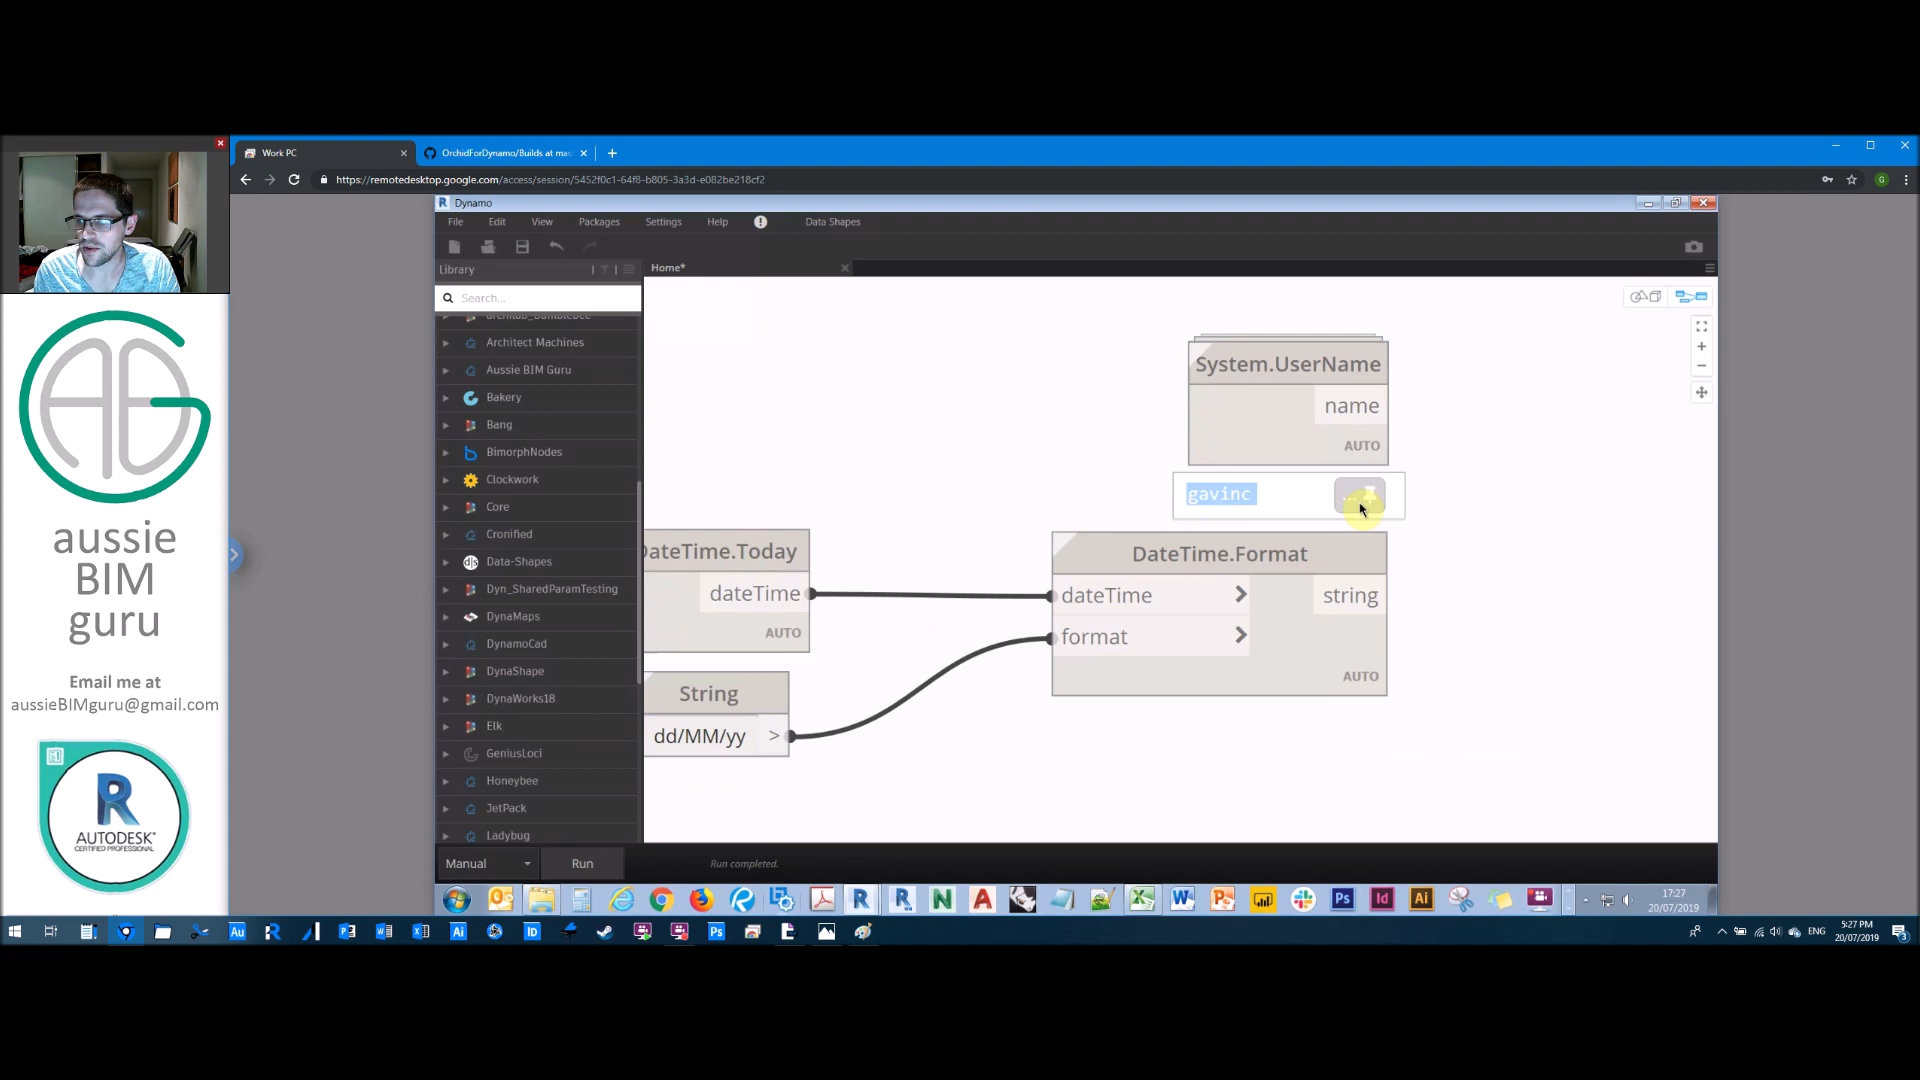 Work PC
OrchidForDynamo/Builds at mas
https://remotedesktop.google.com/access/session/5452f0c1-64f8-b805-3a3d-e082be218cf2
G
R Dynamo
File Edit View Packages Settings Help Data Shapes
Library
Home*
Search...
archilab_Bumblebee
Architect Machines
Aussie BIM Guru
Bakery
Bang
BimorphNodes
Clockwork
Core
Cronified
Data-Shapes
Dyn_SharedParamTesting
DynaMaps
DynamoCad
DynaShape
DynaWorks18
Elk
GeniusLoci
Honeybee
JetPack
Ladybug
System.UserName
name
AUTO
gavinc
...
DateTime.Today
dateTime
AUTO
String
dd/MM/yy >
DateTime.Format
dateTime
format
string
AUTO
Manual
Run
Run completed.
17:27
20/07/2019
ENG
5:27 PM
20/07/2019
aussie
BIM
guru
Email me at
aussieBIMguru@gmail.com
R
AUTODESK
CERTIFIED PROFESSIONAL